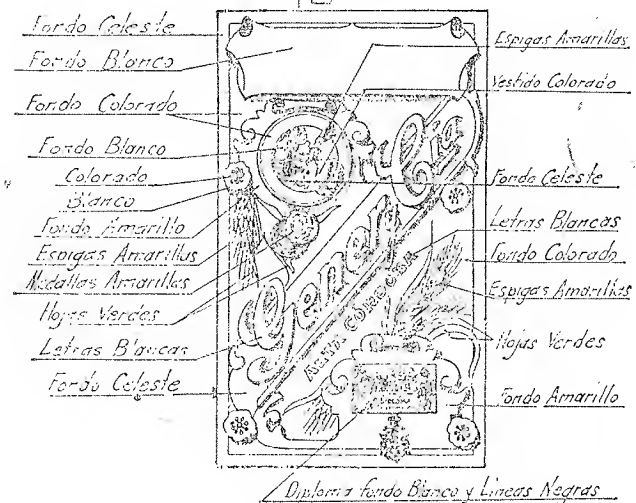 Fondo Celeste
Fondo Blanco
Fondo Colorado
Fondo Blanco
Colorado
Blanco
Fondo Amarillo
Espigas Amarillas
Medallas Amarillas
Hojas Verdes
Letras Blancas
Fondo Celeste
Espigas Amarillas
Vestido Colorado
Fondo Celeste
Letras Blancas
Fondo Colorado
Espigas Amarillas
Hojas Verdes
Fondo Amarillo
Diploma fondo Blanco y Lineas Negras